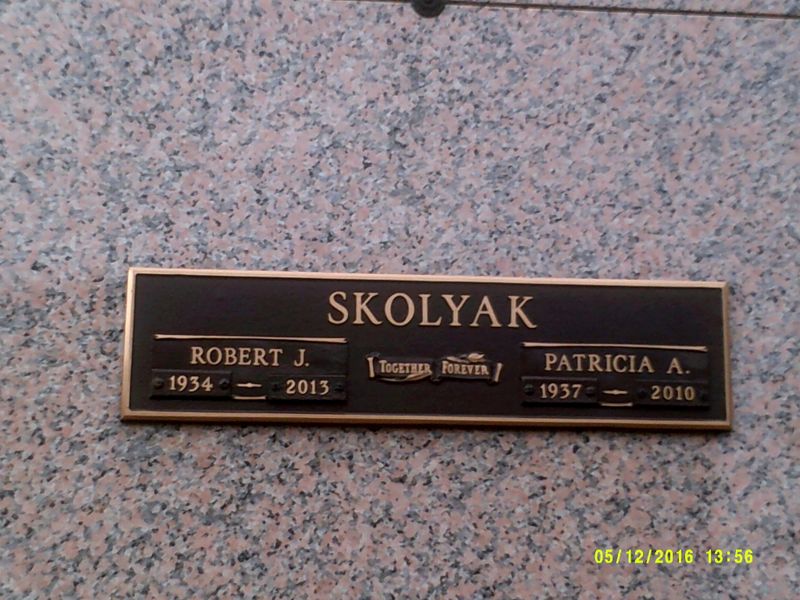 SKOLYAK
ROBERT J.
1934 2013
TOGETHER FOREVER
PATRICIA A.
1937 2010
05/12/2016 13:56